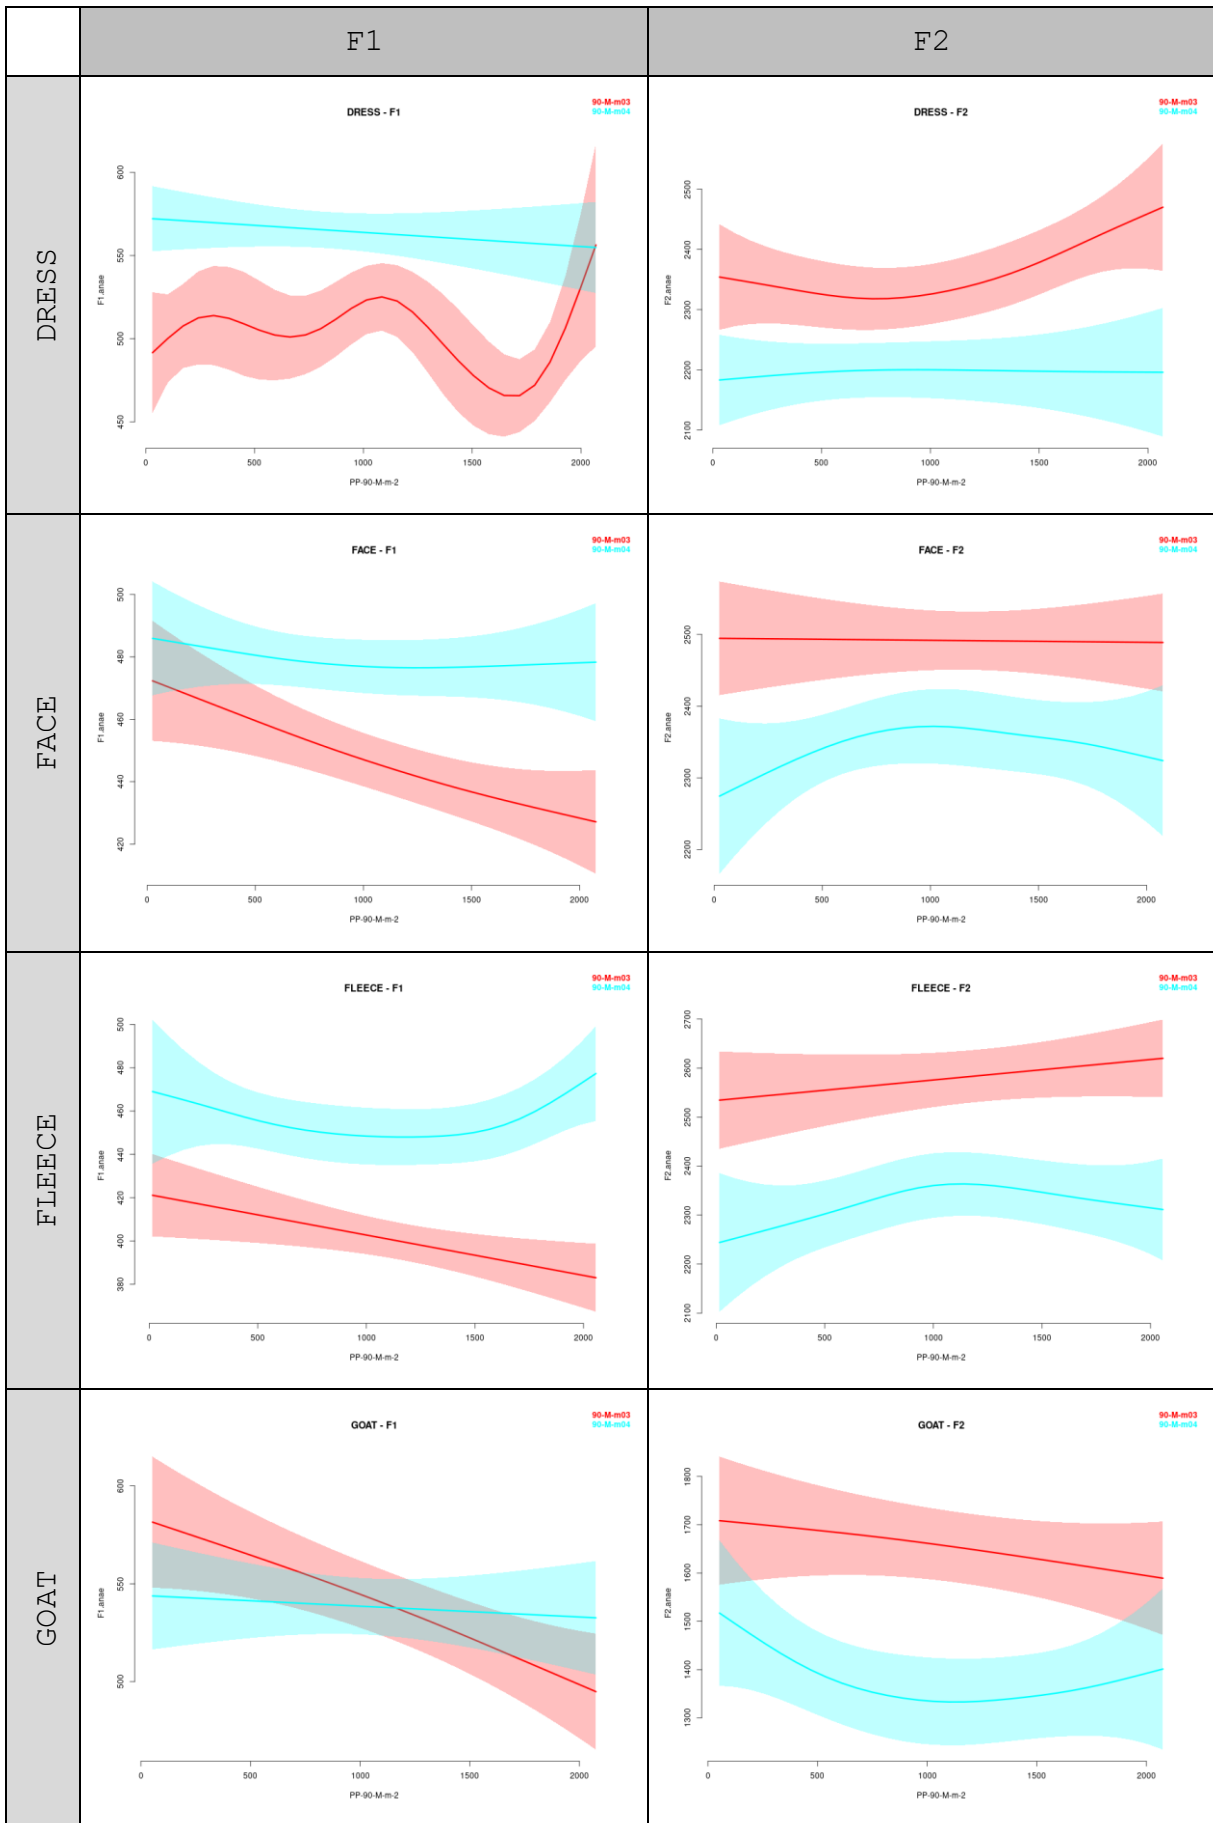 F1 F2
DRESS
DRESS - F1
90-M-m03
90-M-m04
F1.anae
600
550
500
450
0 500 1000 1500 2000
PP-90-M-m-2
DRESS - F2
90-M-m03
90-M-m04
F2.anae
2500
2400
2300
2200
2100
0 500 1000 1500 2000
PP-90-M-m-2
FACE
FACE - F1
90-M-m03
90-M-m04
F1.anae
500
480
460
440
420
0 500 1000 1500 2000
PP-90-M-m-2
FACE - F2
90-M-m03
90-M-m04
F2.anae
2500
2400
2300
2200
0 500 1000 1500 2000
PP-90-M-m-2
FLEECE
FLEECE - F1
90-M-m03
90-M-m04
F1.anae
500
480
460
440
420
400
380
0 500 1000 1500 2000
PP-90-M-m-2
FLEECE - F2
90-M-m03
90-M-m04
F2.anae
2700
2600
2500
2400
2300
2200
2100
0 500 1000 1500 2000
PP-90-M-m-2
GOAT
GOAT - F1
90-M-m03
90-M-m04
F1.anae
600
550
500
0 500 1000 1500 2000
PP-90-M-m-2
GOAT - F2
90-M-m03
90-M-m04
F2.anae
1800
1700
1600
1500
1400
1300
0 500 1000 1500 2000
PP-90-M-m-2